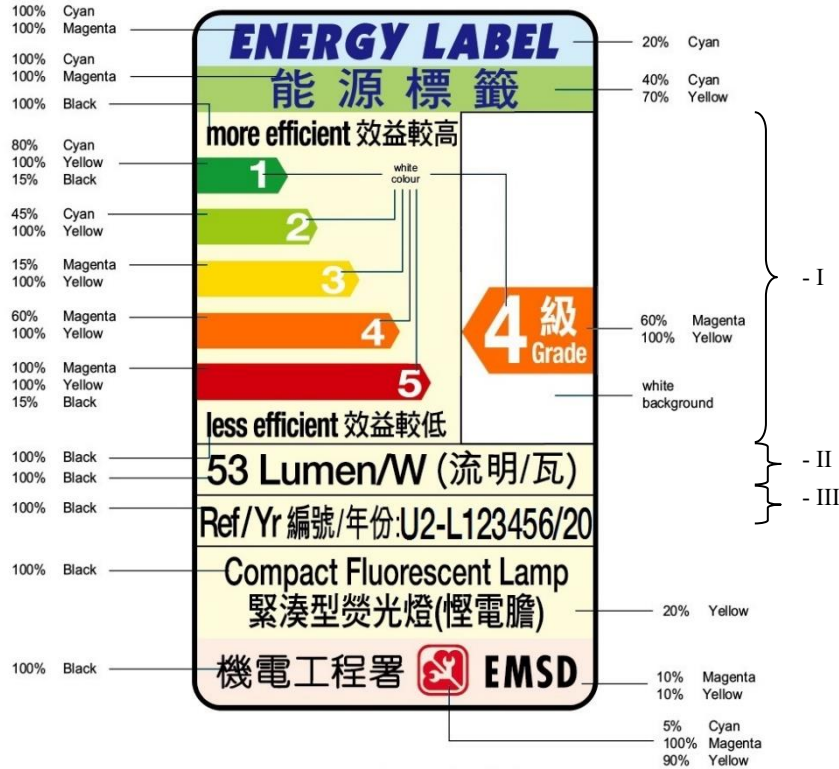 100% Cyan
100% Magenta
ENERGY LABEL
20% Cyan
100% Cyan
100% Magenta
能源標籤
40% Cyan
70% Yellow
100% Black
more efficient 效益較高
80% Cyan
100% Yellow
15% Black
1
white
colour
45% Cyan
100% Yellow
2
15% Magenta
100% Yellow
3
- I
60% Magenta
100% Yellow
4
4 級
Grade
60% Magenta
100% Yellow
100% Magenta
100% Yellow
15% Black
5
white
background
less efficient 效益較低
100% Black
100% Black
53 Lumen/W (流明/瓦)
- II
100% Black
Ref/Yr 編號/年份:U2-L123456/20
- III
100% Black
Compact Fluorescent Lamp
緊湊型熒光燈(慳電膽)
20% Yellow
100% Black
機電工程署 EMSD
10% Magenta
10% Yellow
5% Cyan
100% Magenta
90% Yellow